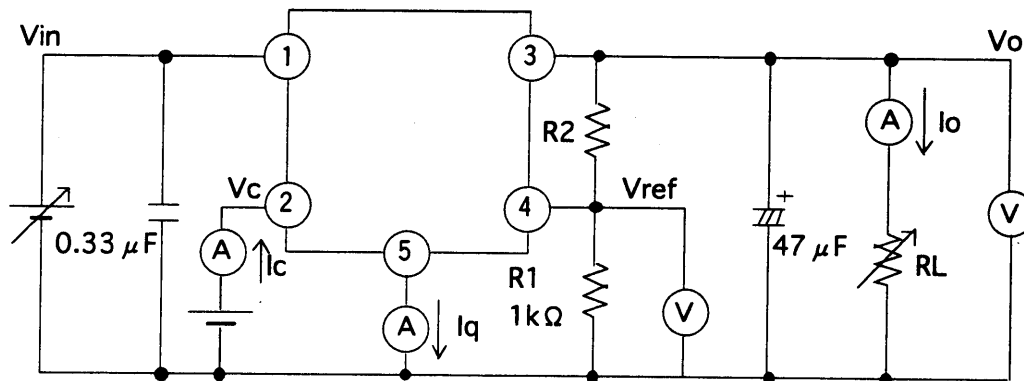 Vin
1
3
Vo
R2
A
Io
Vc
2
4
Vref
V
0.33 μF
A
Ic
5
R1
1kΩ
47 μF
+
RL
A
Iq
V